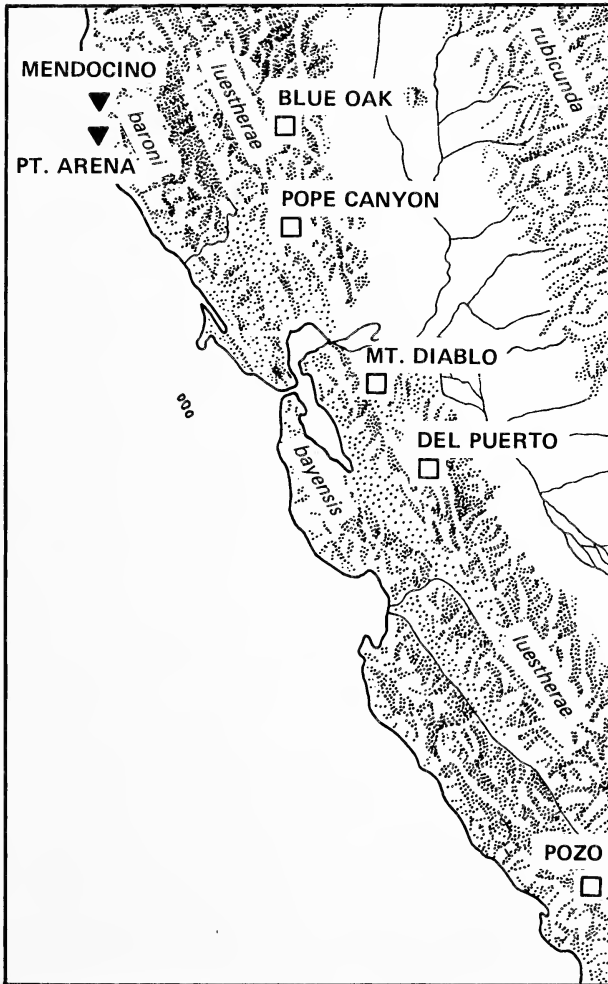 MENDOCINO
PT. ARENA
baroni
luestherae
BLUE OAK
rubicunda
POPE CANYON
MT. DIABLO
DEL PUERTO
bayensis
luestherae
POZO